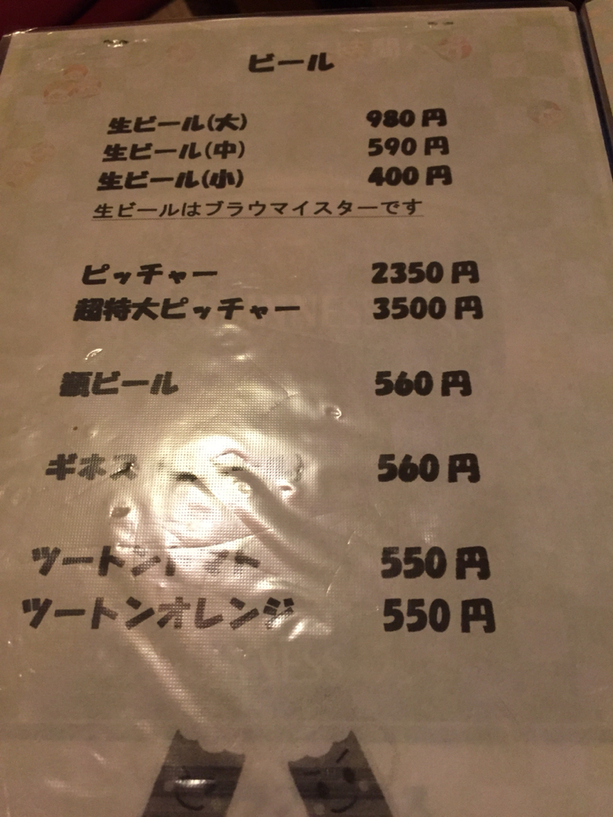 ビール
生ビール(大) 980円
生ビール(中) 590円
生ビール(小) 400円
生ビールはブラウマイスターです
ピッチャー 2350円
超特大ピッチャー 3500円
瓶ビール 560円
ギネス 560円
ツートン 550円
ツートンオレンジ 550円